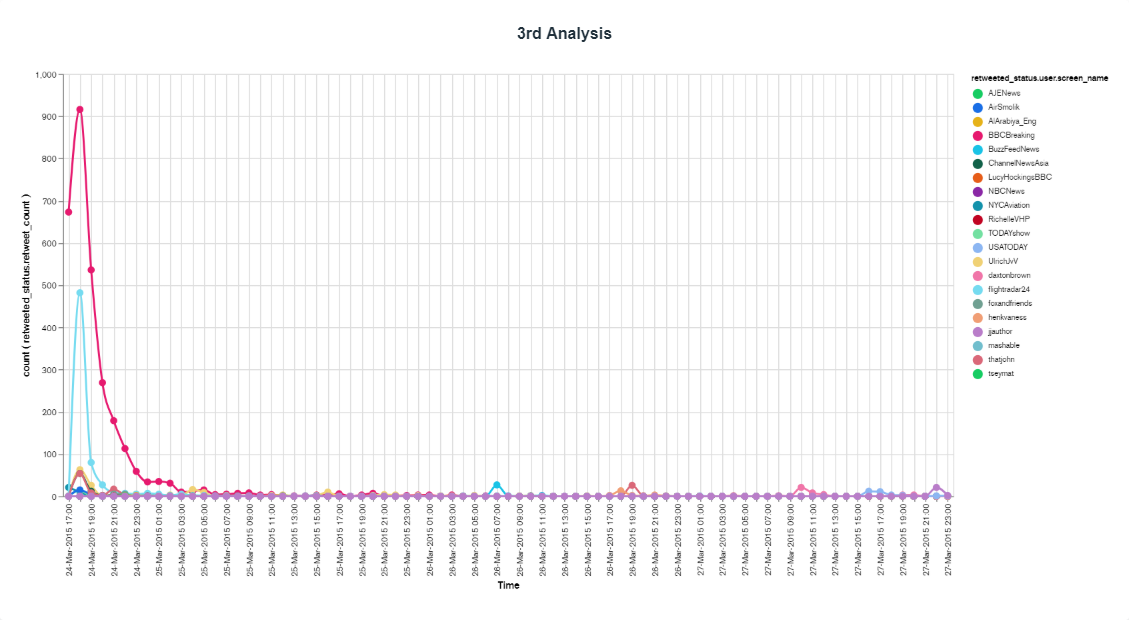 3rd Analysis
1,000
900
800
700
600
500
400
300
200
100
0
count ( retweeted_status.retweet_count )
24-Mar-2015 17:00
24-Mar-2015 19:00
24-Mar-2015 21:00
24-Mar-2015 23:00
25-Mar-2015 01:00
25-Mar-2015 03:00
25-Mar-2015 05:00
25-Mar-2015 07:00
25-Mar-2015 09:00
25-Mar-2015 11:00
25-Mar-2015 13:00
25-Mar-2015 15:00
25-Mar-2015 17:00
25-Mar-2015 19:00
25-Mar-2015 21:00
25-Mar-2015 23:00
26-Mar-2015 01:00
26-Mar-2015 03:00
26-Mar-2015 05:00
26-Mar-2015 07:00
26-Mar-2015 09:00
26-Mar-2015 11:00
26-Mar-2015 13:00
26-Mar-2015 15:00
26-Mar-2015 17:00
26-Mar-2015 19:00
26-Mar-2015 21:00
26-Mar-2015 23:00
27-Mar-2015 01:00
27-Mar-2015 03:00
27-Mar-2015 05:00
27-Mar-2015 07:00
27-Mar-2015 09:00
27-Mar-2015 11:00
27-Mar-2015 13:00
27-Mar-2015 15:00
27-Mar-2015 17:00
27-Mar-2015 19:00
27-Mar-2015 21:00
27-Mar-2015 23:00
Time
retweeted_status.user.screen_name
AJENews
AirSmolik
AlArabiya_Eng
BBCBreaking
BuzzFeedNews
ChannelNewsAsia
LucyHockingsBBC
NBCNews
NYCAviation
RichelleVHP
TODAYshow
USATODAY
UlrichJvV
daxtonbrown
flightradar24
foxandfriends
henkvaness
jjauthor
mashable
thatjohn
tseymat